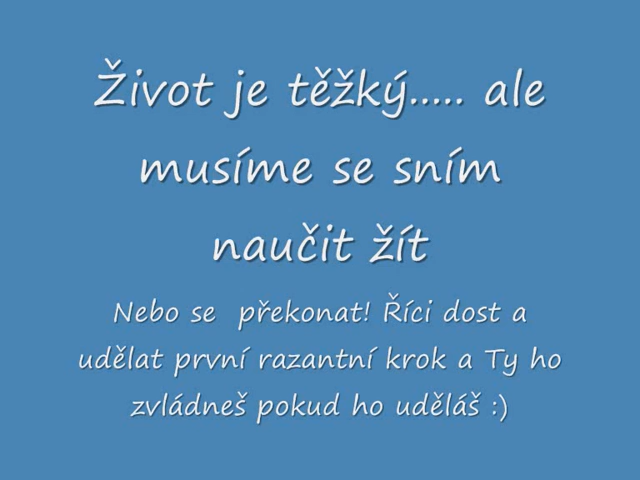 Život je těžký..... ale
musíme se sním
naučit žít
Nebo se překonat! Říci dost a
udělat první razantní krok a Ty ho
zvládneš pokud ho uděláš :)